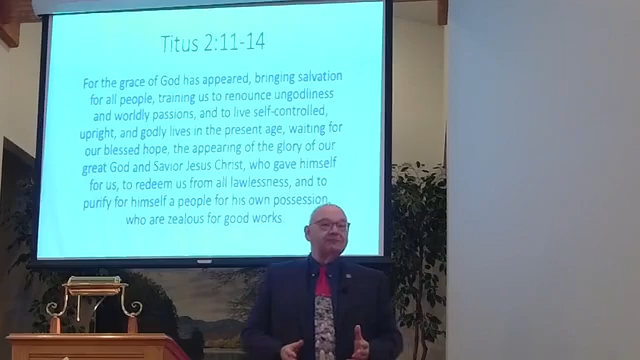 Titus 2:11-14
For the grace of God has appeared, bringing salvation
for all people, training us to renounce ungodliness
and worldly passions, and to live self-controlled,
upright, and godly lives in the present age, waiting for
our blessed hope, the appearing of the glory of our
great God and Savior Jesus Christ, who gave himself
for us, to redeem us from all lawlessness, and to
purify for himself a people for his own possession
who are zealous for good works.